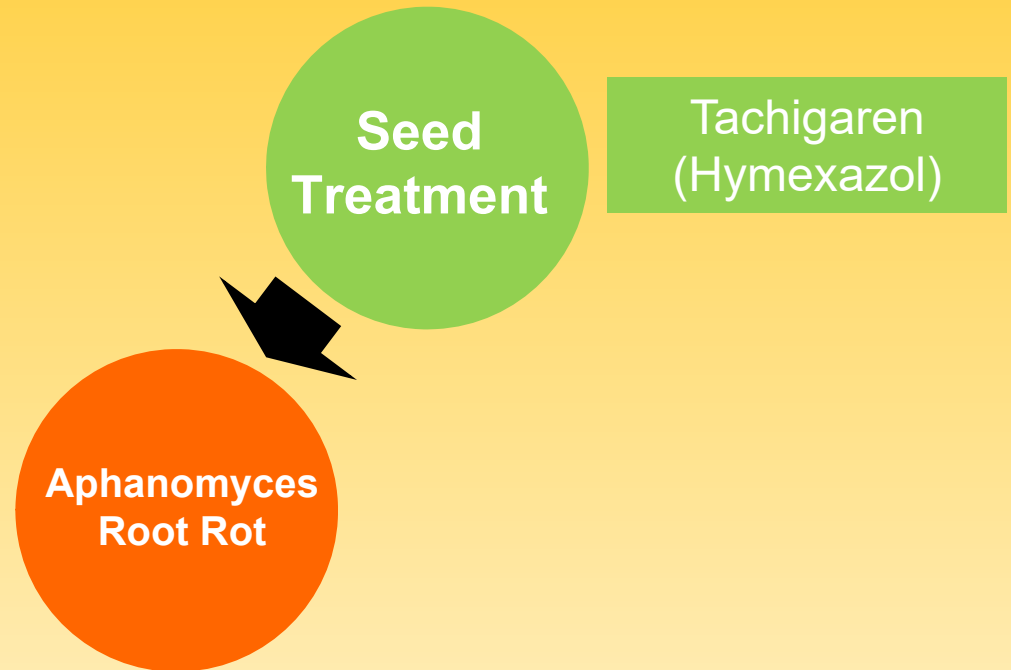 Seed
Treatment
Tachigaren
(Hymexazol)
Aphanomyces
Root Rot